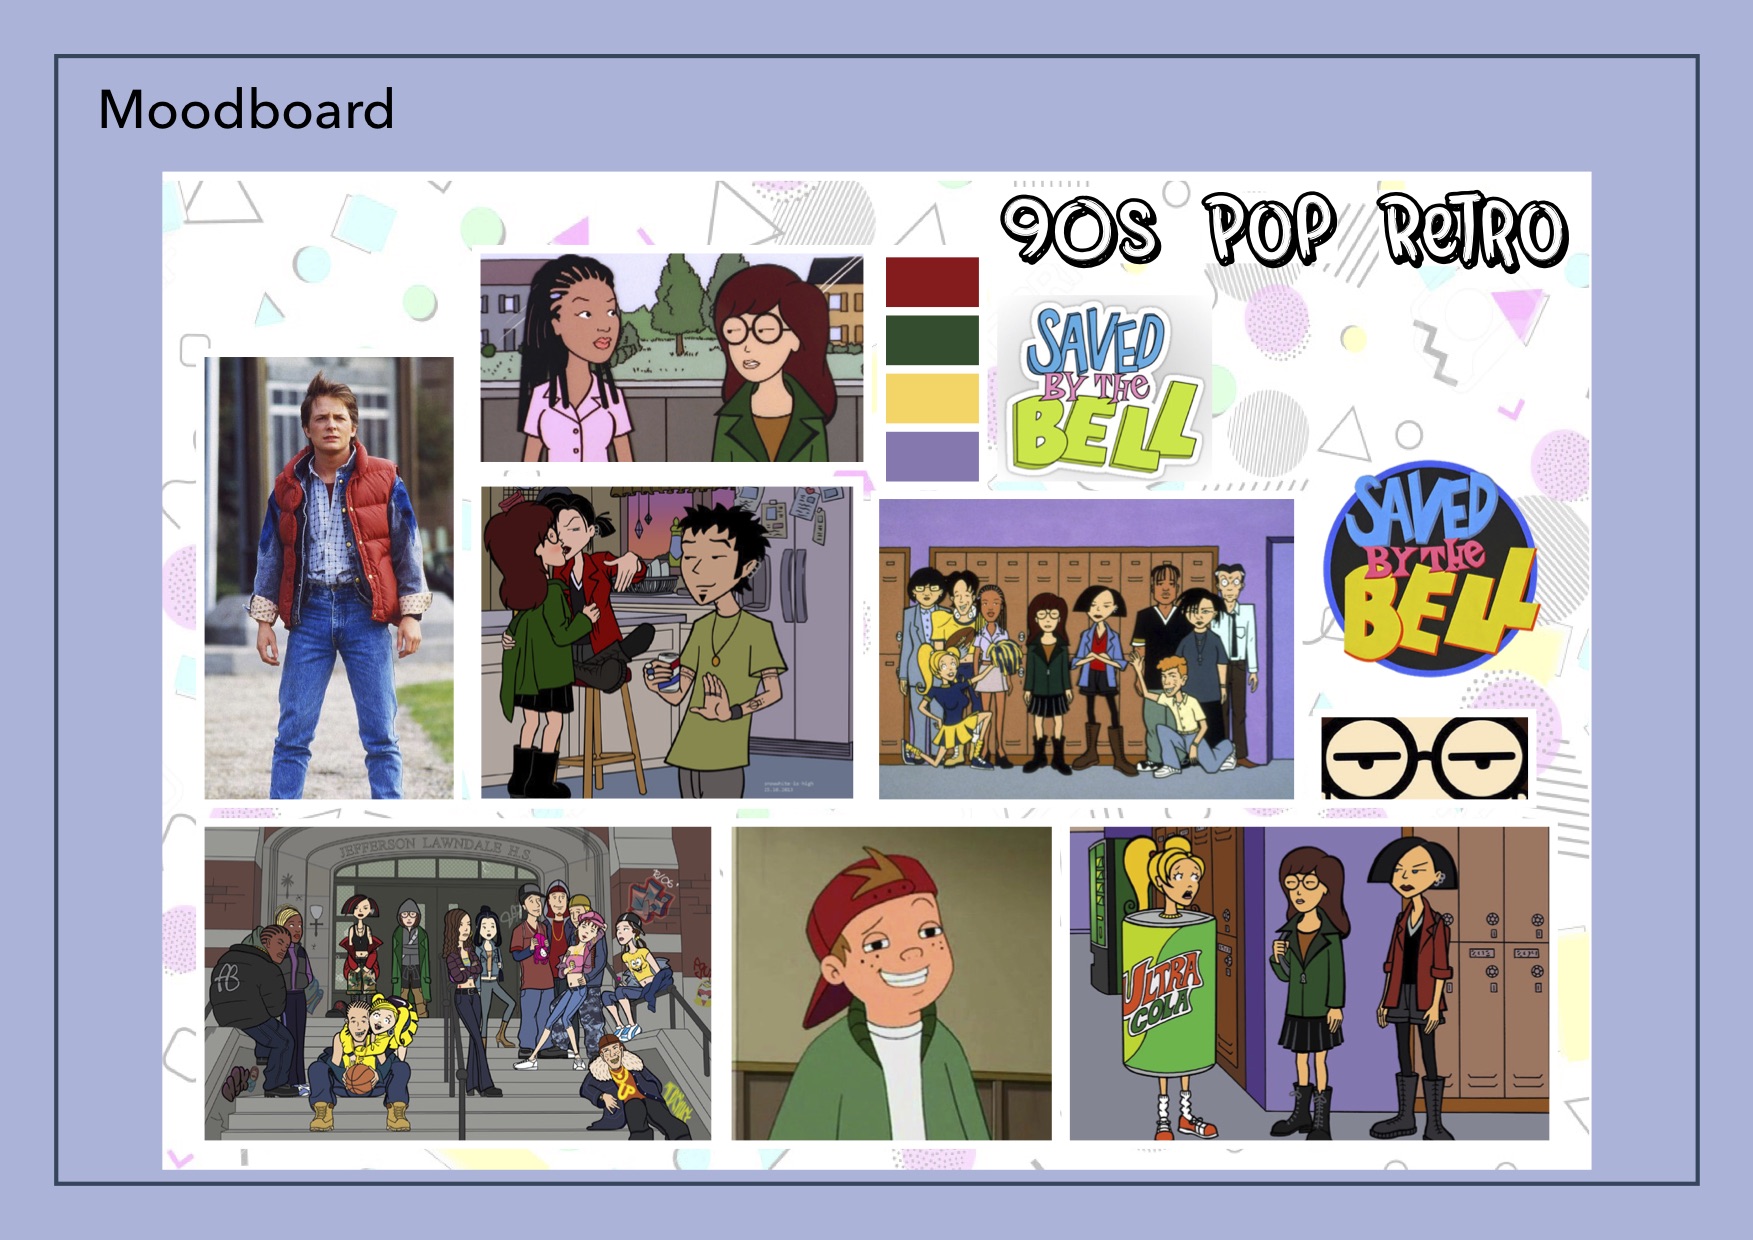 Moodboard
90s POP ReTRO
SAVED
BY THe
BELL
SAVED
BY THe
BELL
JEFFERSON LAWNDALE H.S.
ULTRA
COLA